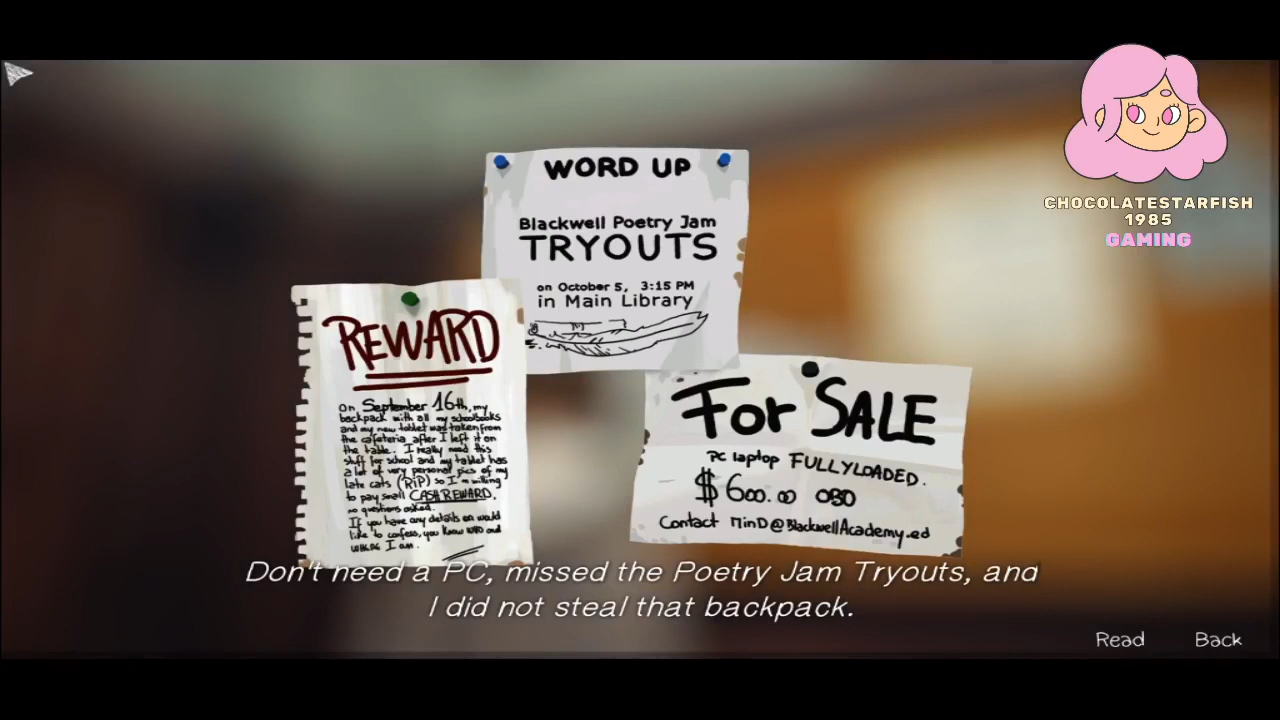 WORD UP
Blackwell Poetry Jam
TRYOUTS
on October 5, 3:15 PM
in Main Library
REWARD
on September 16th, my
backpack with all my schoolbooks
and my new tablet was taken from
the cafeteria after I left it on
the table. I really need this
stuff for school and my tablet has
a lot of very personal pics of my
late cats (RIP) so I'm willing
to pay small CASH REWARD,
no questions asked.
If you have any details or would
like to confess, you know who and
where I am.
For SALE
PC laptop FULLYLOADED.
$600.00 OBO
Contact MinD@BlackwellAcademy.ed
Don't need a PC, missed the Poetry Jam Tryouts, and
I did not steal that backpack.
Read Back
CHOCOLATESTARFISH
1985
GAMING